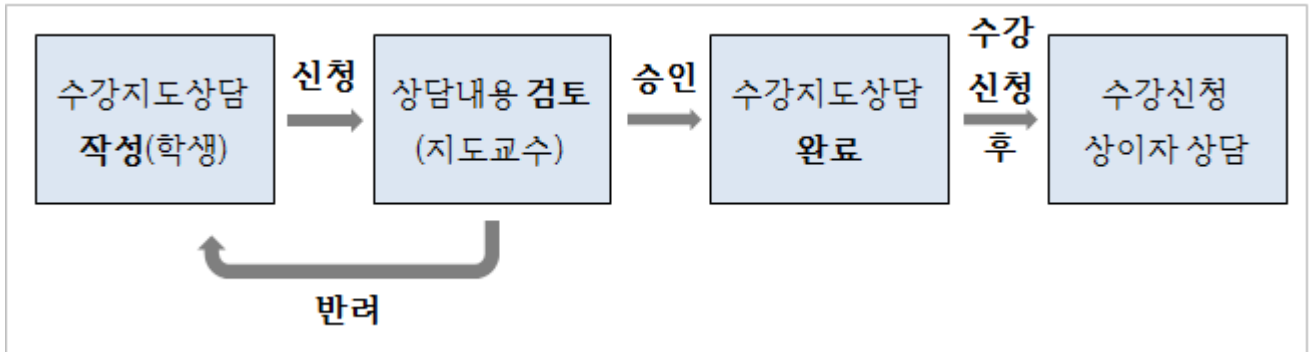 수강지도상담
작성(학생)
신청
상담내용 검토
(지도교수)
승인
수강지도상담
완료
수강
신청
후
수강신청
상이자 상담
반려